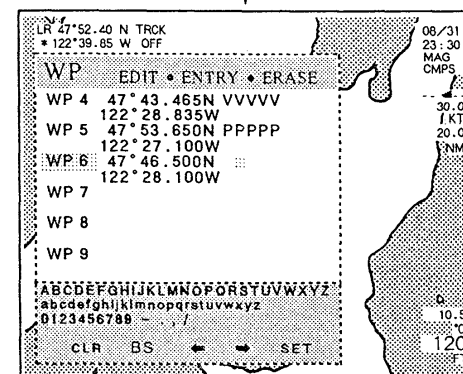 LR 47°52.40 N TRCK
* 122°39.85 W OFF
08/31
23:30
MAG
CMPS
30.0
KT
20.0
NM
WP EDIT • ENTRY • ERASE
WP 4 47°43.465N VVVVV
122°28.835W
WP 5 47°53.650N PPPPP
122°27.100W
WP 6 47°46.500N
122°28.100W
WP 7
WP 8
WP 9
ABCDEFGHIJKLMNOPQRSTUVWXYZ
abcdefghijklmnopqrstuvwxyz
0123456789 - . , /
CLR BS ← → SET
10.5
°C
120
FT